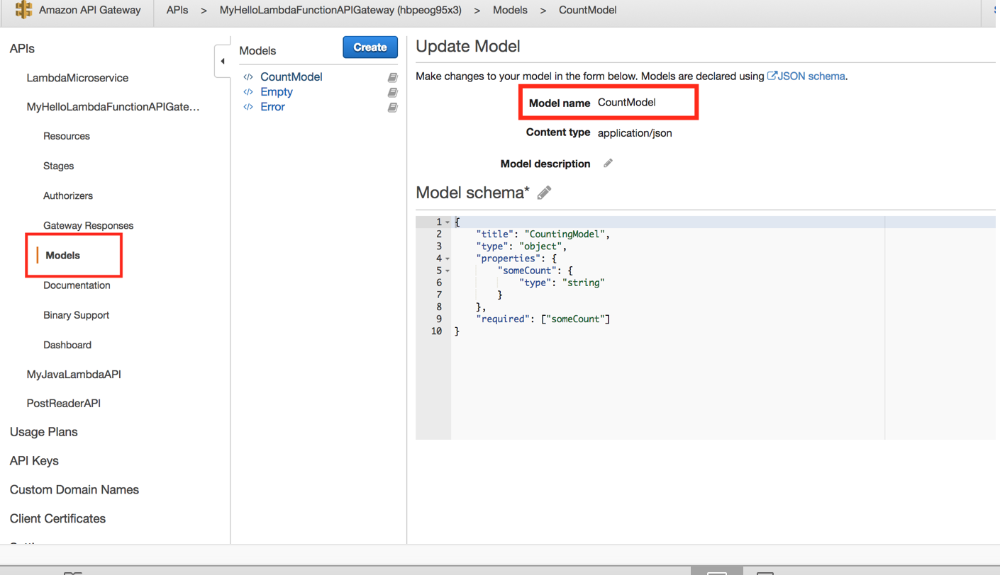 Amazon API Gateway APIs > MyHelloLambdaFunctionAPIGateway (hbpeog95x3) > Models > CountModel
APIs
LambdaMicroservice
MyHelloLambdaFunctionAPIGate...
Resources
Stages
Authorizers
Gateway Responses
Models
Documentation
Binary Support
Dashboard
MyJavaLambdaAPI
PostReaderAPI
Usage Plans
API Keys
Custom Domain Names
Client Certificates
Models Create
CountModel
Empty
Error
Update Model
Make changes to your model in the form below. Models are declared using JSON schema.
Model name CountModel
Content type application/json
Model description
Model schema*
1 {
2 "title": "CountingModel",
3 "type": "object",
4 "properties": {
5 "someCount": {
6 "type": "string"
7 }
8 },
9 "required": ["someCount"]
10 }